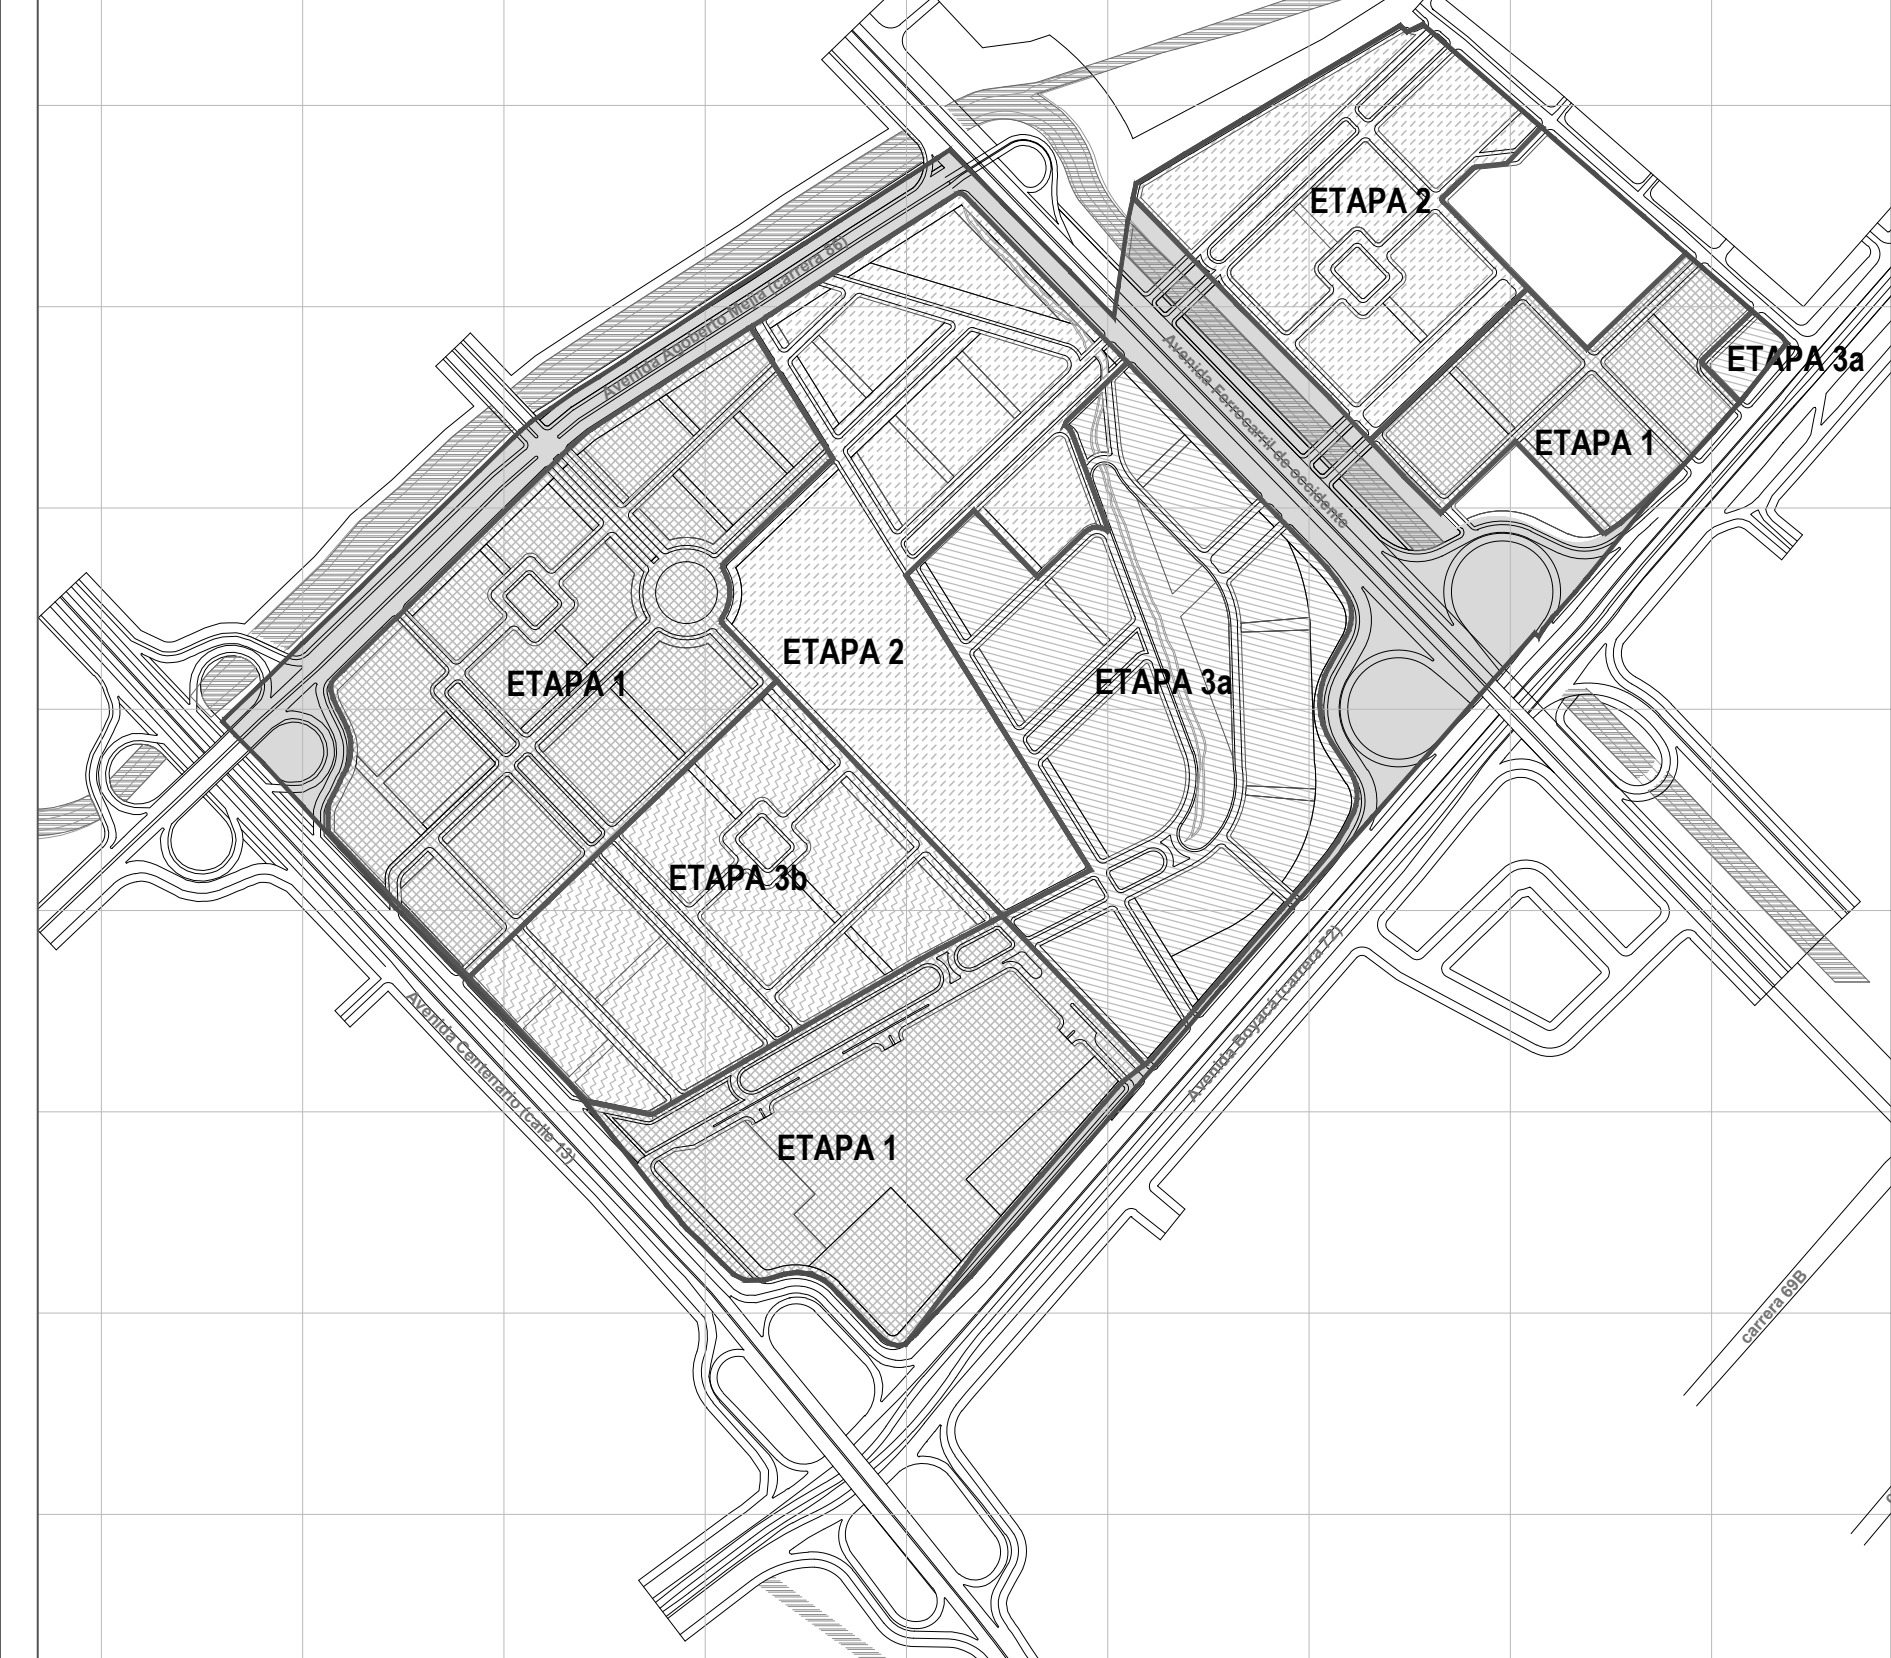 ETAPA 2
Avenida Agoberto Mejía (Carrera 86)
Avenida Ferrocarril de occidente
ETAPA 3a
ETAPA 1
ETAPA 2
ETAPA 1
ETAPA 3a
ETAPA 3b
Avenida Centenario (calle 13)
Avenida Boyacá (carrera 72)
ETAPA 1
carrera 69B